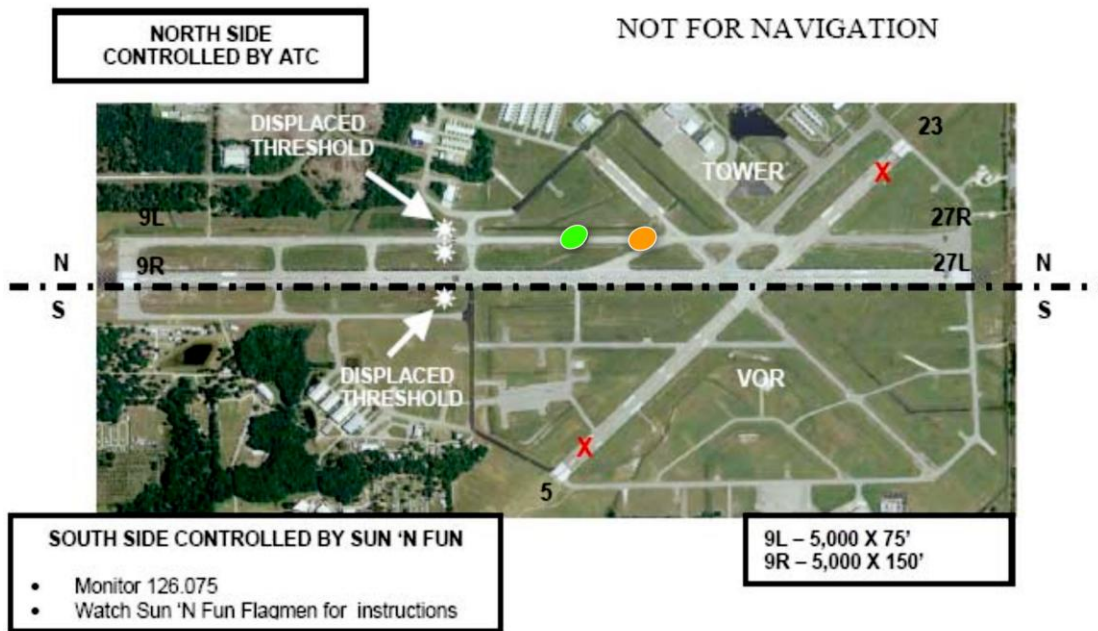 NORTH SIDE
CONTROLLED BY ATC
NOT FOR NAVIGATION
DISPLACED
THRESHOLD
23
TOWER
X
9L
27R
N
9R
27L
N
S
S
DISPLACED
THRESHOLD
VOR
X
5
SOUTH SIDE CONTROLLED BY SUN ‘N FUN
• Monitor 126.075
• Watch Sun ‘N Fun Flagmen for instructions
9L – 5,000 X 75’
9R – 5,000 X 150’